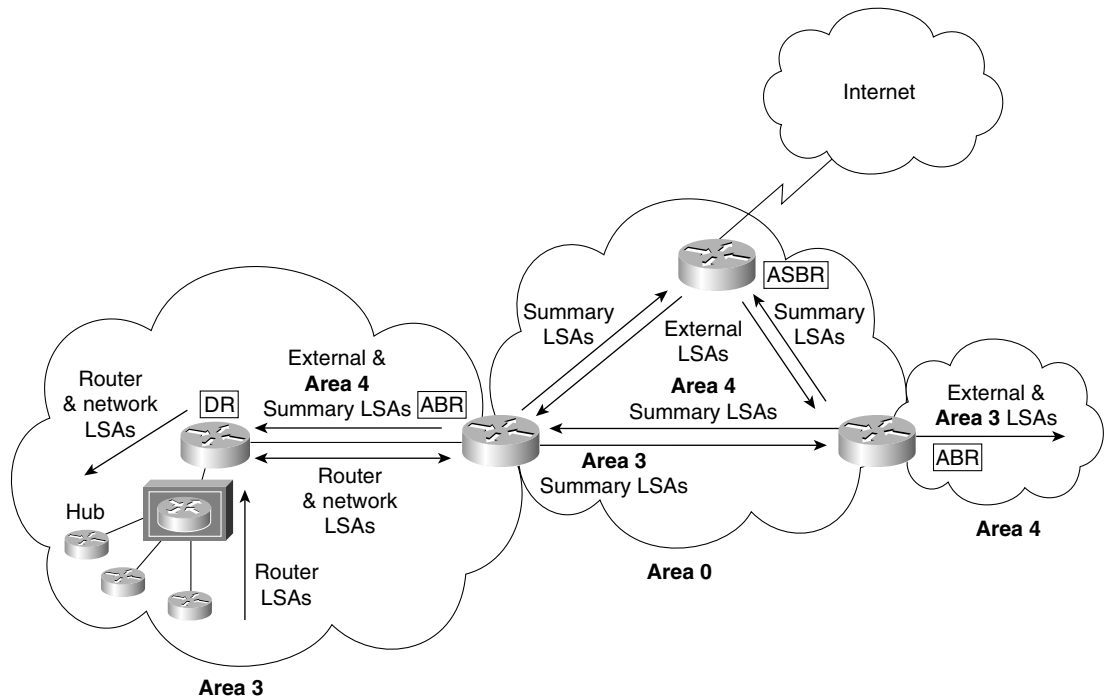 Internet
ASBR
Summary
LSAs
External
LSAs
Summary
LSAs
External &
Area 4
Summary LSAs
ABR
Router
& network
LSAs
DR
Area 4
Summary LSAs
External &
Area 3 LSAs
ABR
Area 3
Summary LSAs
Router
& network
LSAs
Hub
Router
LSAs
Area 4
Area 0
Area 3